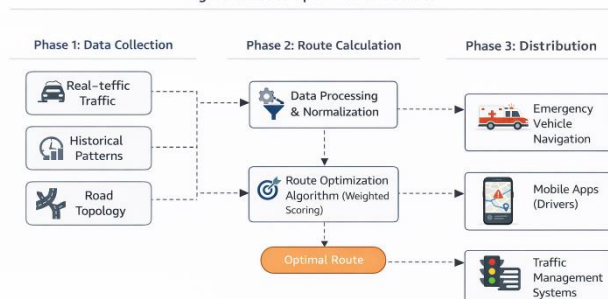 Phase 1: Data Collection
Phase 2: Route Calculation
Phase 3: Distribution
Real-teffic
Traffic
Historical
Patterns
Road
Topology
Data Processing
& Normalization
Route Optimization
Algorithm (Weighted
Scoring)
Optimal Route
Emergency
Vehicle
Navigation
Mobile Apps
(Drivers)
Traffic
Management
Systems